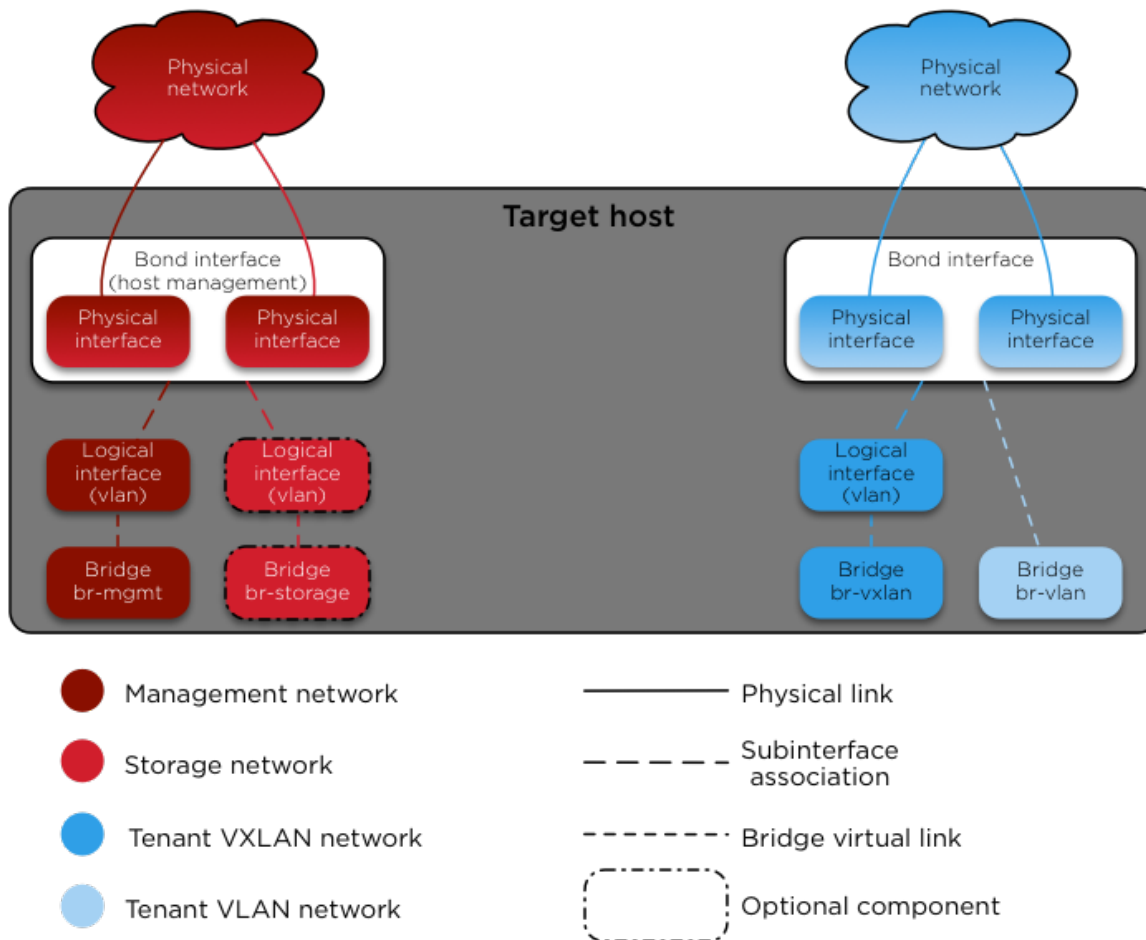 Physical
network
Physical
network
Target host
Bond interface
(host management)
Physical
interface
Physical
interface
Bond interface
Physical
interface
Physical
interface
Logical
interface
(vlan)
Logical
interface
(vlan)
Logical
interface
(vlan)
Bridge
br-mgmt
Bridge
br-storage
Bridge
br-vxlan
Bridge
br-vlan
Management network
Storage network
Tenant VXLAN network
Tenant VLAN network
Physical link
Subinterface
association
Bridge virtual link
Optional component